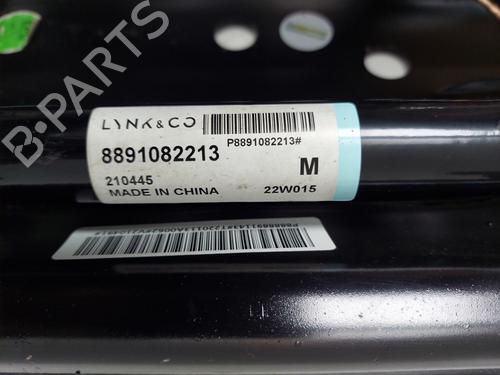 LYNK&CO
P8891082213#
8891082213
M
210445
MADE IN CHINA
22W015
B-PARTS